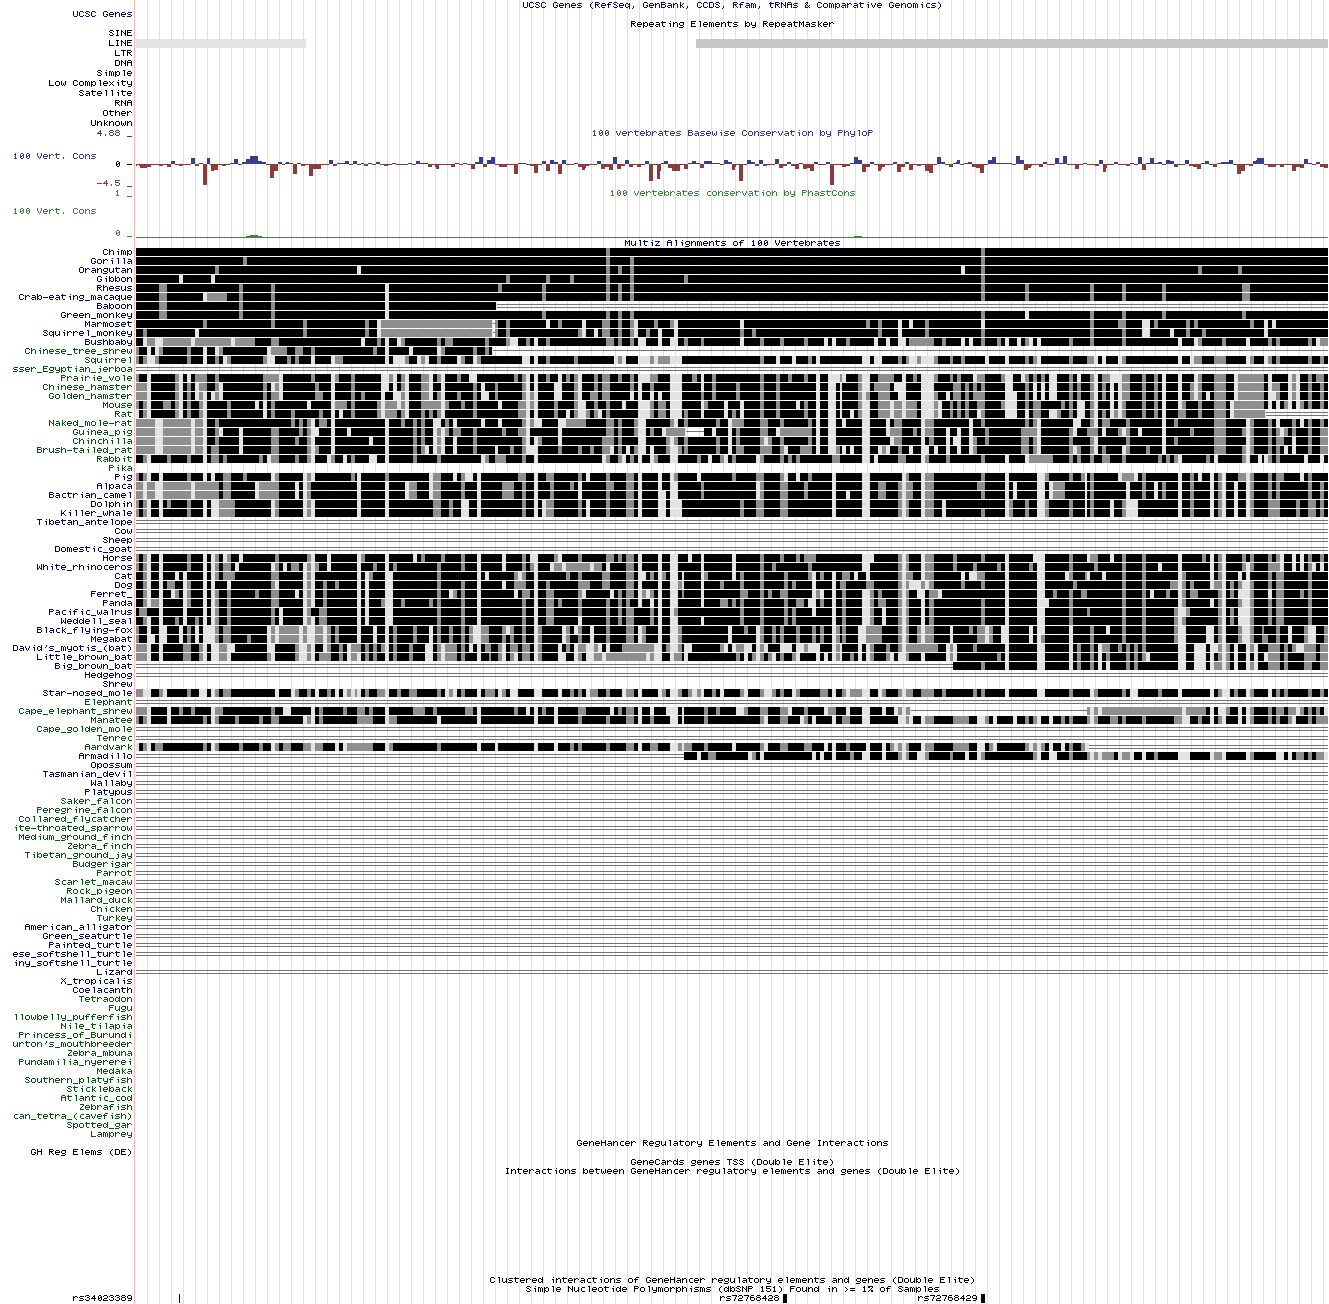 UCSC Genes (RefSeq, GenBank, CCDS, Rfam, tRNAs & Comparative Genomics)
UCSC Genes
Repeating Elements by RepeatMasker
SINE
LINE
LTR
DNA
Simple
Low Complexity
Satellite
RNA
Other
Unknown
4.88 _
100 vertebrates Basewise Conservation by PhyloP
100 Vert. Cons
0 _
-4.5 _
1 _
100 vertebrates conservation by PhastCons
100 Vert. Cons
0 _
Multiz Alignments of 100 Vertebrates
Chimp
Gorilla
Orangutan
Gibbon
Rhesus
Crab-eating_macaque
Baboon
Green_monkey
Marmoset
Squirrel_monkey
Bushbaby
Chinese_tree_shrew
Squirrel
sser_Egyptian_jerboa
Prairie_vole
Chinese_hamster
Golden_hamster
Mouse
Rat
Naked_mole-rat
Guinea_pig
Chinchilla
Brush-tailed_rat
Rabbit
Pika
Pig
Alpaca
Bactrian_camel
Dolphin
Killer_whale
Tibetan_antelope
Cow
Sheep
Domestic_goat
Horse
White_rhinoceros
Cat
Dog
Ferret_
Panda
Pacific_walrus
Weddell_seal
Black_flying-fox
Megabat
David's_myotis_(bat)
Little_brown_bat
Big_brown_bat
Hedgehog
Shrew
Star-nosed_mole
Elephant
Cape_elephant_shrew
Manatee
Cape_golden_mole
Tenrec
Aardvark
Armadillo
Opossum
Tasmanian_devil
Wallaby
Platypus
Saker_falcon
Peregrine_falcon
Collared_flycatcher
ite-throated_sparrow
Medium_ground_finch
Zebra_finch
Tibetan_ground_jay
Budgerigar
Parrot
Scarlet_macaw
Rock_pigeon
Mallard_duck
Chicken
Turkey
American_alligator
Green_seaturtle
Painted_turtle
ese_softshell_turtle
iny_softshell_turtle
Lizard
X_tropicalis
Coelacanth
Tetraodon
Fugu
llowbelly_pufferfish
Nile_tilapia
Princess_of_Burundi
urton's_mouthbreeder
Zebra_mbuna
Pundamilia_nyererei
Medaka
Southern_platyfish
Stickleback
Atlantic_cod
Zebrafish
can_tetra_(cavefish)
Spotted_gar
Lamprey
GeneHancer Regulatory Elements and Gene Interactions
GH Reg Elems (DE)
GeneCards genes TSS (Double Elite)
Interactions between GeneHancer regulatory elements and genes (Double Elite)
Clustered interactions of GeneHancer regulatory elements and genes (Double Elite)
Simple Nucleotide Polymorphisms (dbSNP 151) Found in >= 1% of Samples
rs34023389 rs72768428 rs72768429